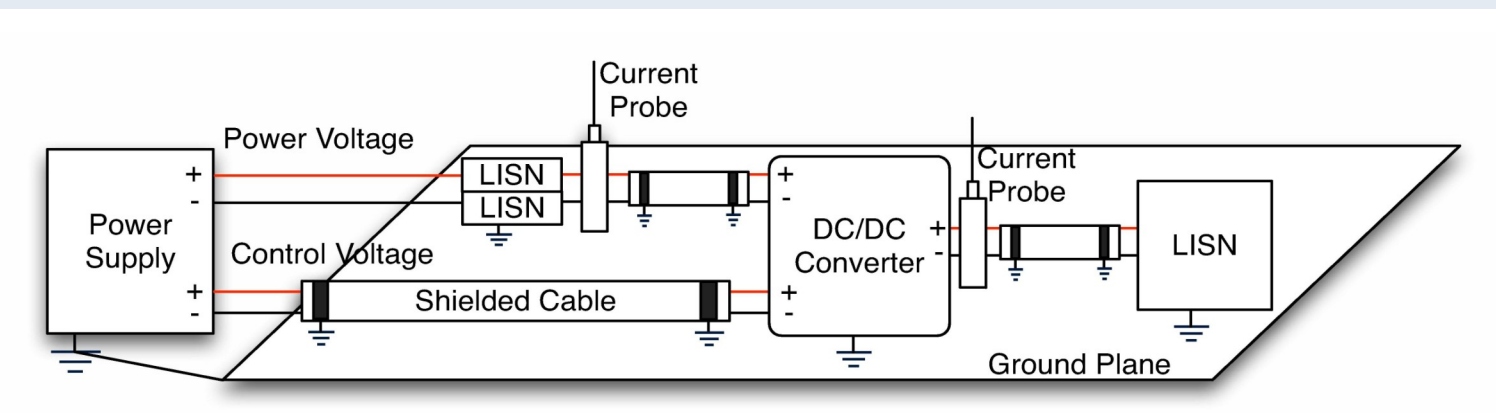 Current
Probe
Power Voltage
Current
Probe
+
-
LISN
LISN
+
-
Power
Supply
DC/DC
Converter
+
-
LISN
Control Voltage
+
-
Shielded Cable
+
-
Ground Plane